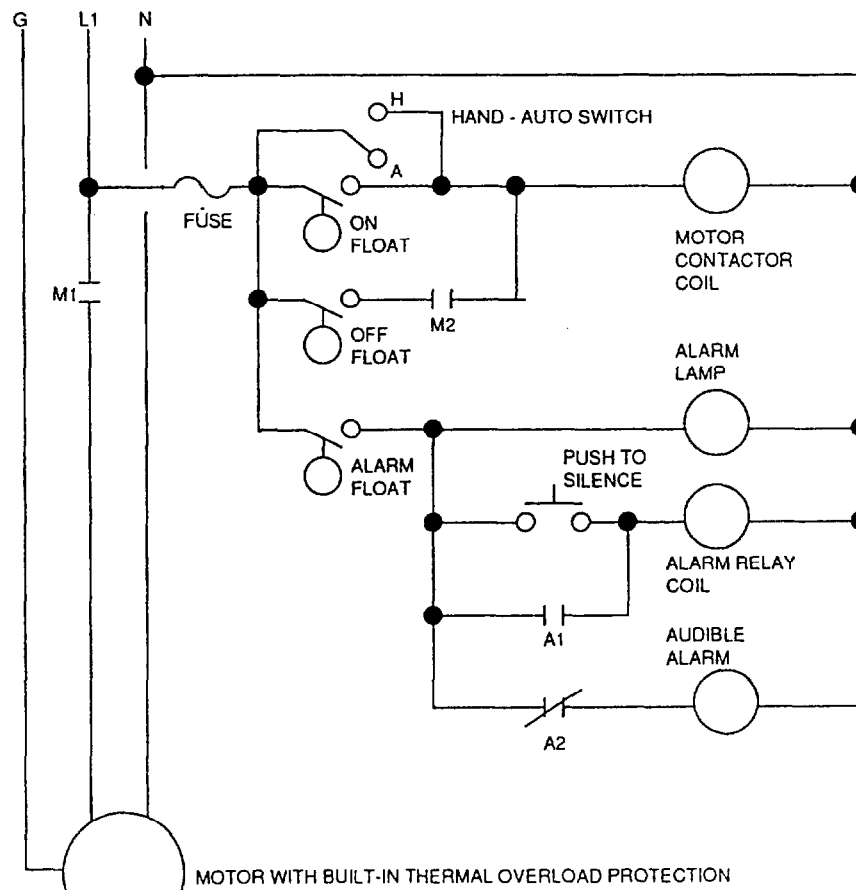 G L1 N
H
HAND - AUTO SWITCH
A
FUSE
ON
FLOAT
MOTOR
CONTACTOR
COIL
M1
M2
OFF
FLOAT
ALARM
LAMP
ALARM
FLOAT
PUSH TO
SILENCE
ALARM RELAY
COIL
A1
AUDIBLE
ALARM
A2
MOTOR WITH BUILT-IN THERMAL OVERLOAD PROTECTION